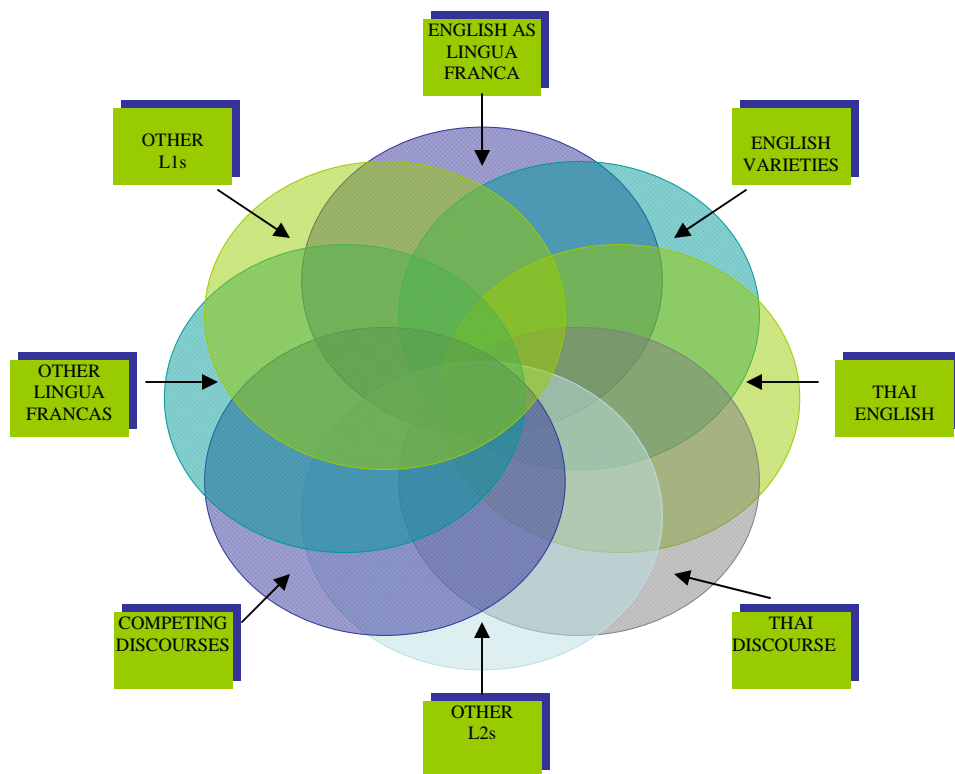 ENGLISH AS
LINGUA
FRANCA
OTHER
L1s
ENGLISH
VARIETIES
OTHER
LINGUA
FRANCAS
THAI
ENGLISH
COMPETING
DISCOURSES
THAI
DISCOURSE
OTHER
L2s